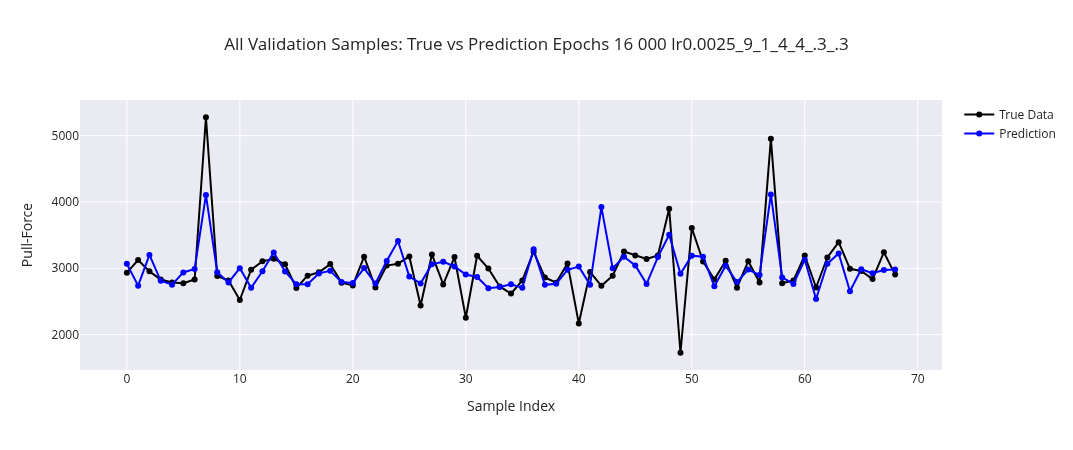 All Validation Samples: True vs Prediction Epochs 16 000 lr0.0025_9_1_4_4_.3_.3
True Data
Prediction
5000
4000
3000
2000
Pull-Force
0 10 20 30 40 50 60 70
Sample Index